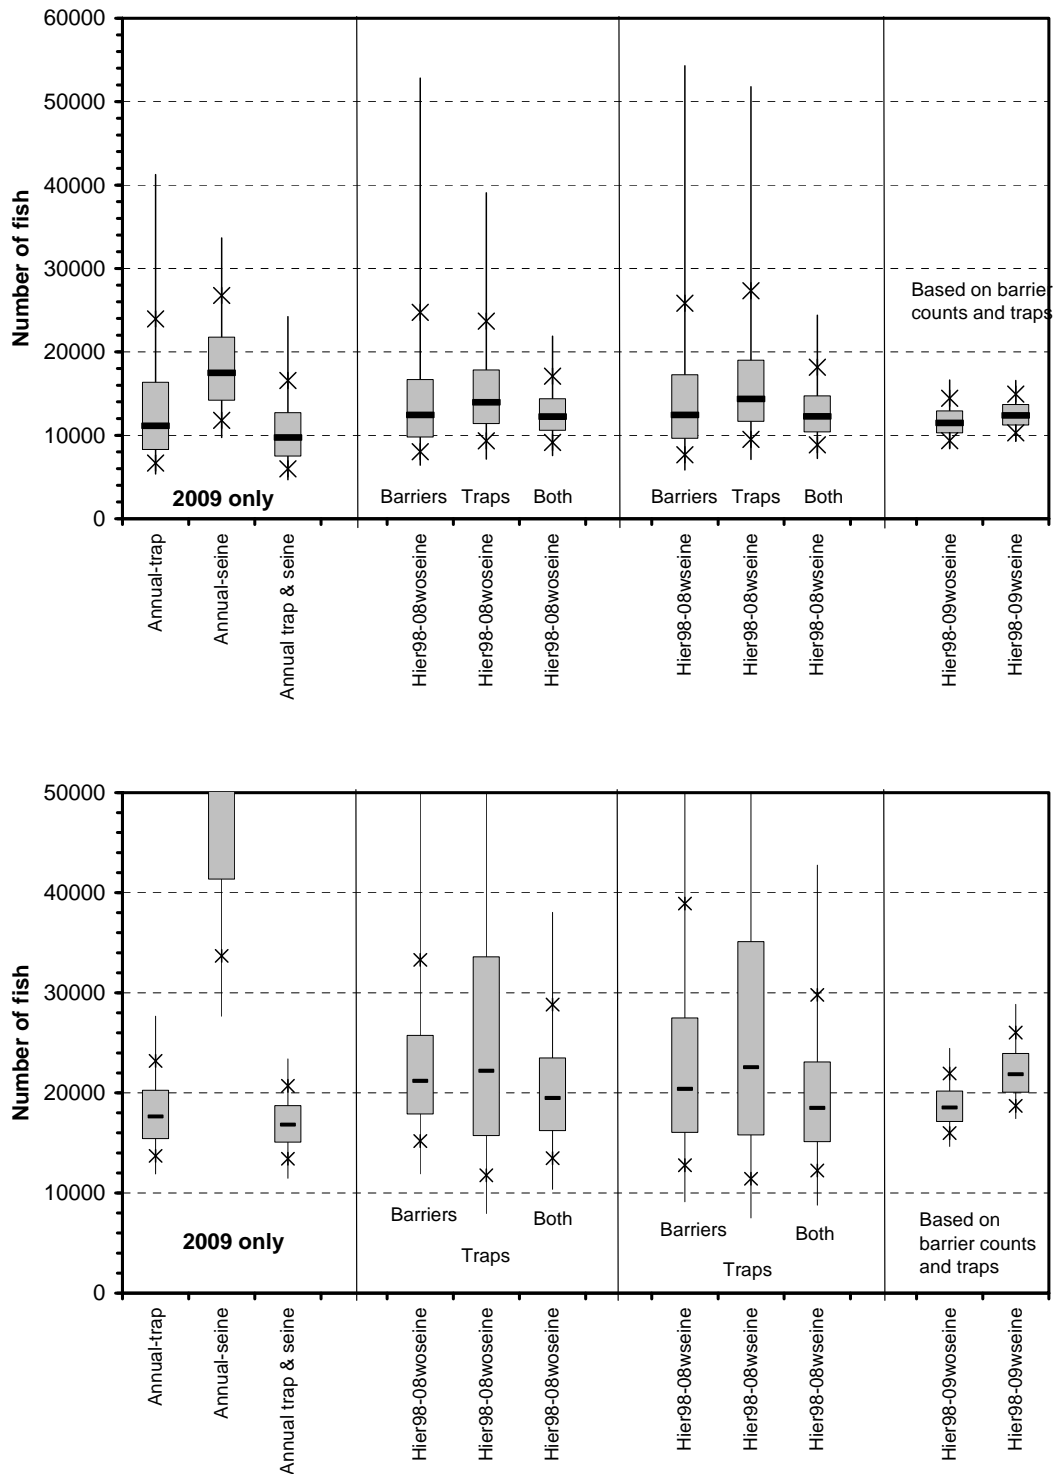 60000
50000
40000
30000
20000
10000
0
Number of fish
Based on barrier
counts and traps
2009 only
Barriers Traps Both
Barriers Traps Both
Annual-trap
Annual-seine
Annual trap & seine
Hier98-08woseine
Hier98-08woseine
Hier98-08woseine
Hier98-08wseine
Hier98-08wseine
Hier98-08wseine
Hier98-09woseine
Hier98-09wseine
50000
40000
30000
20000
10000
0
Number of fish
2009 only
Barriers
Both
Traps
Barriers
Both
Traps
Based on
barrier counts
and traps
Annual-trap
Annual-seine
Annual trap & seine
Hier98-08woseine
Hier98-08woseine
Hier98-08woseine
Hier98-08wseine
Hier98-08wseine
Hier98-08wseine
Hier98-09woseine
Hier98-09wseine